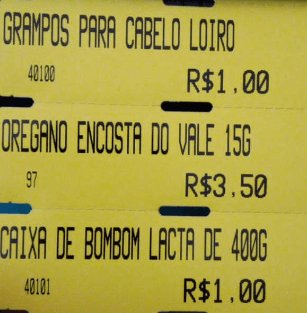 GRAMPOS PARA CABELO LOIRO
40100
R$1,00
OREGANO ENCOSTA DO VALE 15G
97
R$3.50
CAIXA DE BOMBOM LACTA DE 400G
40101
R$1,00